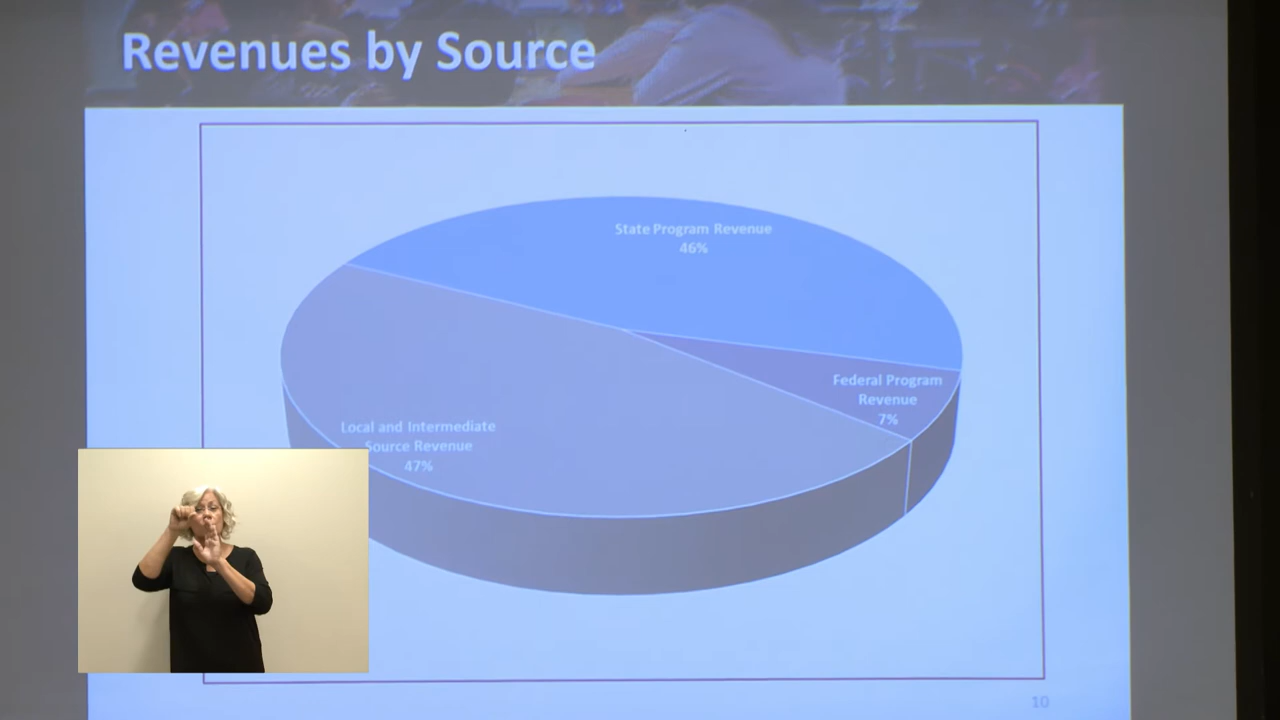 Revenues by Source
State Program Revenue
46%
Federal Program
Revenue
7%
Local and Intermediate
Source Revenue
47%
10